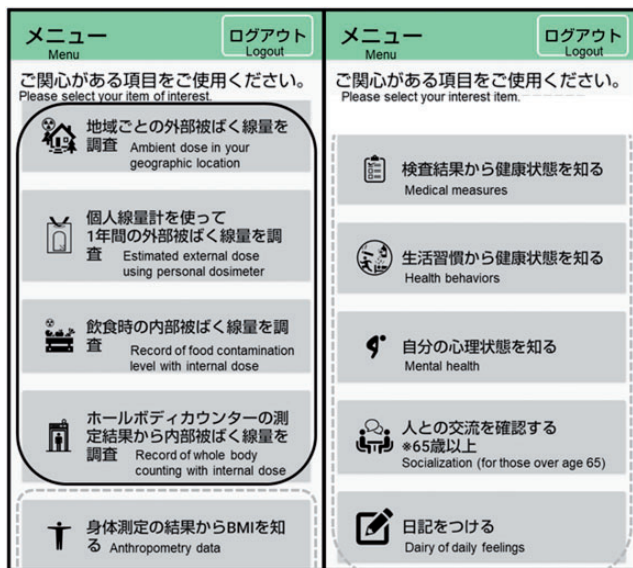 メニュー
Menu
ログアウト
Logout
ご関心がある項目をご使用ください。
Please select your item of interest.
地域ごとの外部被ばく線量を
調査 Ambient dose in your
geographic location
個人線量計を使って
1年間の外部被ばく線量を調
査 Estimated external dose
using personal dosimeter
飲食時の内部被ばく線量を調
査 Record of food contamination
level with internal dose
ホールボディカウンターの測
定結果から内部被ばく線量を
調査 Record of whole body
counting with internal dose
身体測定の結果からBMIを知
る Anthropometry data
メニュー
Menu
ログアウト
Logout
ご関心がある項目をご使用ください。
Please select your interest item.
検査結果から健康状態を知る
Medical measures
生活習慣から健康状態を知る
Health behaviors
自分の心理状態を知る
Mental health
人との交流を確認する
※65歳以上
Socialization (for those over age 65)
日記をつける
Dairy of daily feelings